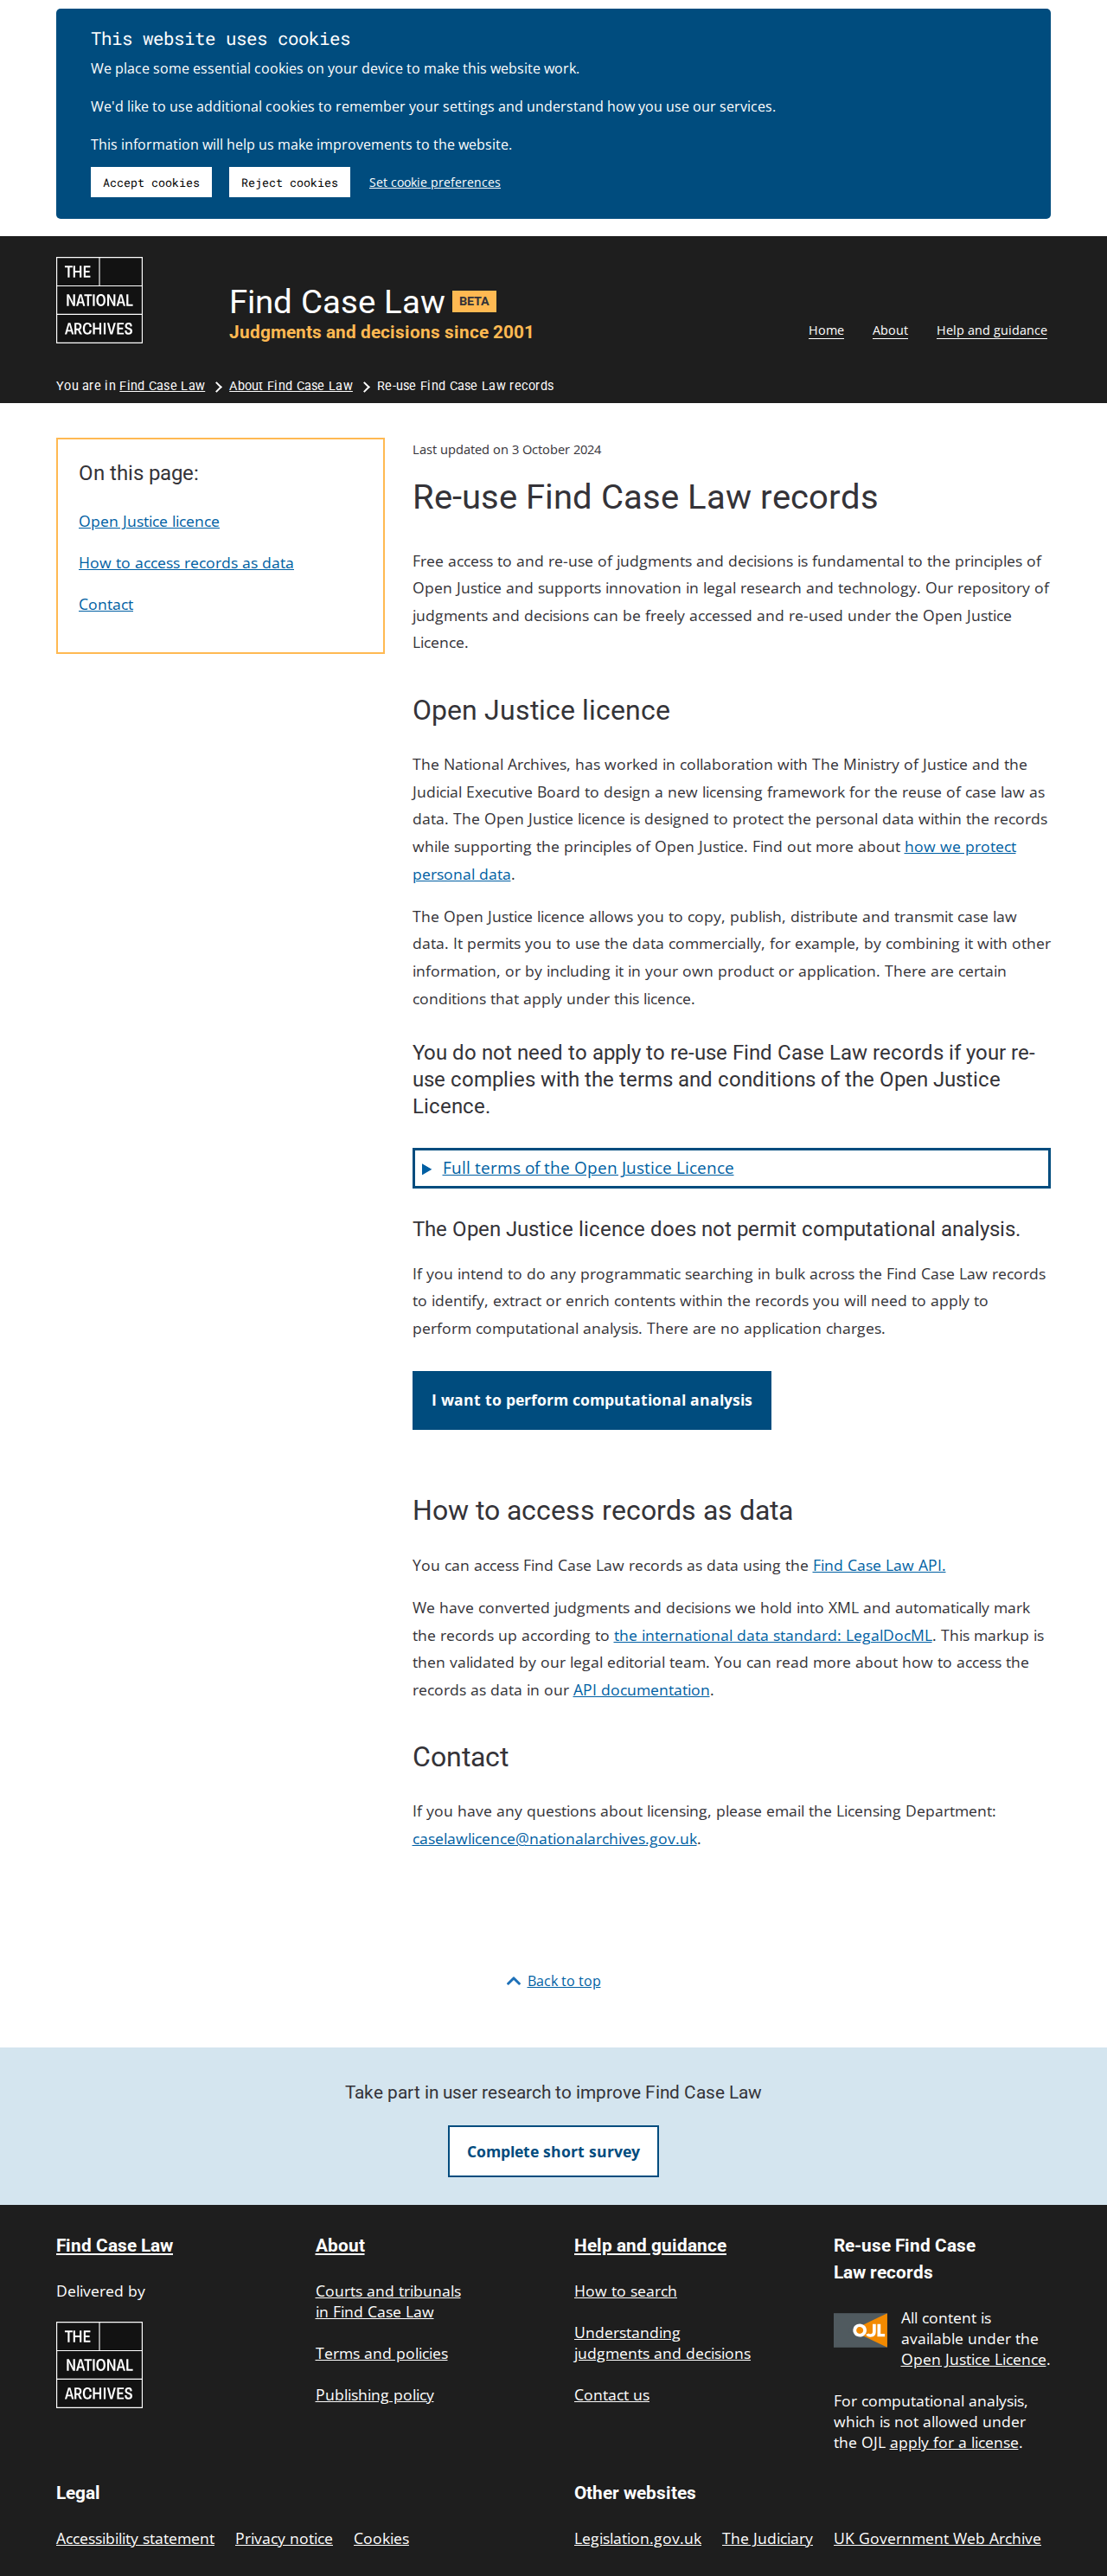 This website uses cookies
We place some essential cookies on your device to make this website work.
We'd like to use additional cookies to remember your settings and understand how you use our services.
This information will help us make improvements to the website.
Accept cookies Reject cookies Set cookie preferences
THE
NATIONAL
ARCHIVES
Find Case Law BETA
Judgments and decisions since 2001
Home About Help and guidance
You are in Find Case Law About Find Case Law Re-use Find Case Law records
On this page:
Open Justice licence
How to access records as data
Contact
Last updated on 3 October 2024
Re-use Find Case Law records
Free access to and re-use of judgments and decisions is fundamental to the principles of
Open Justice and supports innovation in legal research and technology. Our repository of
judgments and decisions can be freely accessed and re-used under the Open Justice
Licence.
Open Justice licence
The National Archives, has worked in collaboration with The Ministry of Justice and the
Judicial Executive Board to design a new licensing framework for the reuse of case law as
data. The Open Justice licence is designed to protect the personal data within the records
while supporting the principles of Open Justice. Find out more about how we protect
personal data.
The Open Justice licence allows you to copy, publish, distribute and transmit case law
data. It permits you to use the data commercially, for example, by combining it with other
information, or by including it in your own product or application. There are certain
conditions that apply under this licence.
You do not need to apply to re-use Find Case Law records if your re-
use complies with the terms and conditions of the Open Justice
Licence.
Full terms of the Open Justice Licence
The Open Justice licence does not permit computational analysis.
If you intend to do any programmatic searching in bulk across the Find Case Law records
to identify, extract or enrich contents within the records you will need to apply to
perform computational analysis. There are no application charges.
I want to perform computational analysis
How to access records as data
You can access Find Case Law records as data using the Find Case Law API.
We have converted judgments and decisions we hold into XML and automatically mark
the records up according to the international data standard: LegalDocML. This markup is
then validated by our legal editorial team. You can read more about how to access the
records as data in our API documentation.
Contact
If you have any questions about licensing, please email the Licensing Department:
caselawlicence@nationalarchives.gov.uk.
Back to top
Take part in user research to improve Find Case Law
Complete short survey
Find Case Law
Delivered by
THE
NATIONAL
ARCHIVES
About
Courts and tribunals
in Find Case Law
Terms and policies
Publishing policy
Help and guidance
How to search
Understanding
judgments and decisions
Contact us
Re-use Find Case
Law records
OJL
All content is
available under the
Open Justice Licence.
For computational analysis,
which is not allowed under
the OJL apply for a license.
Legal
Accessibility statement Privacy notice Cookies
Other websites
Legislation.gov.uk The Judiciary UK Government Web Archive